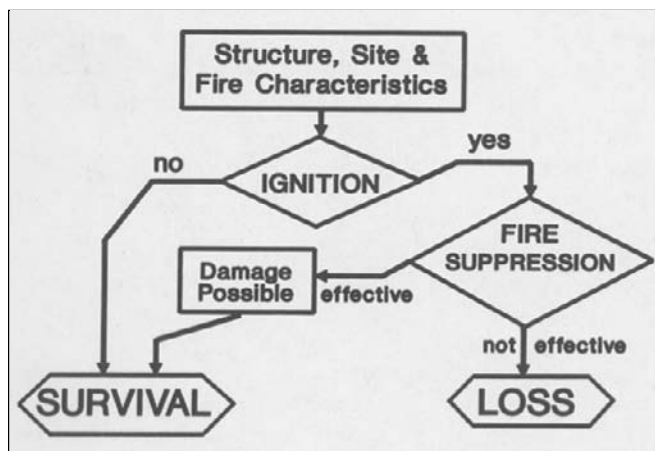 Structure, Site &
Fire Characteristics
no
yes
IGNITION
FIRE
SUPPRESSION
Damage
Possible
effective
not effective
SURVIVAL
LOSS